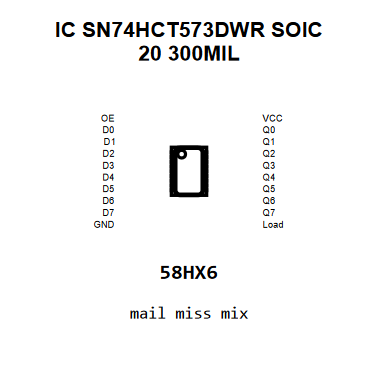 IC SN74HCT573DWR SOIC
20 300MIL
OE VCC
D0 Q0
D1 Q1
D2 Q2
D3 Q3
D4 Q4
D5 Q5
D6 Q6
D7 Q7
GND Load
58HX6
mail miss mix